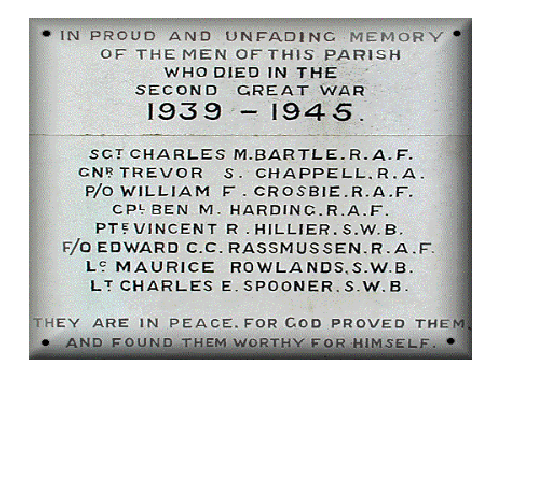 IN PROUD AND UNFADING MEMORY
OF THE MEN OF THIS PARISH
WHO DIED IN THE
SECOND GREAT WAR
1939 – 1945.
SGT CHARLES M.BARTLE.R.A.F.
GNR TREVOR S. CHAPPELL.R.A.
P/O WILLIAM F. CROSBIE.R.A.F.
CPL BEN M. HARDING.R.A.F.
PTE VINCENT R.HILLIER.S.W.B.
F/O EDWARD C.C.RASSMUSSEN.R.A.F.
LC MAURICE ROWLANDS.S.W.B.
LT CHARLES E.SPOONER.S.W.B.
THEY ARE IN PEACE.FOR GOD PROVED THEM,
AND FOUND THEM WORTHY FOR HIMSELF.